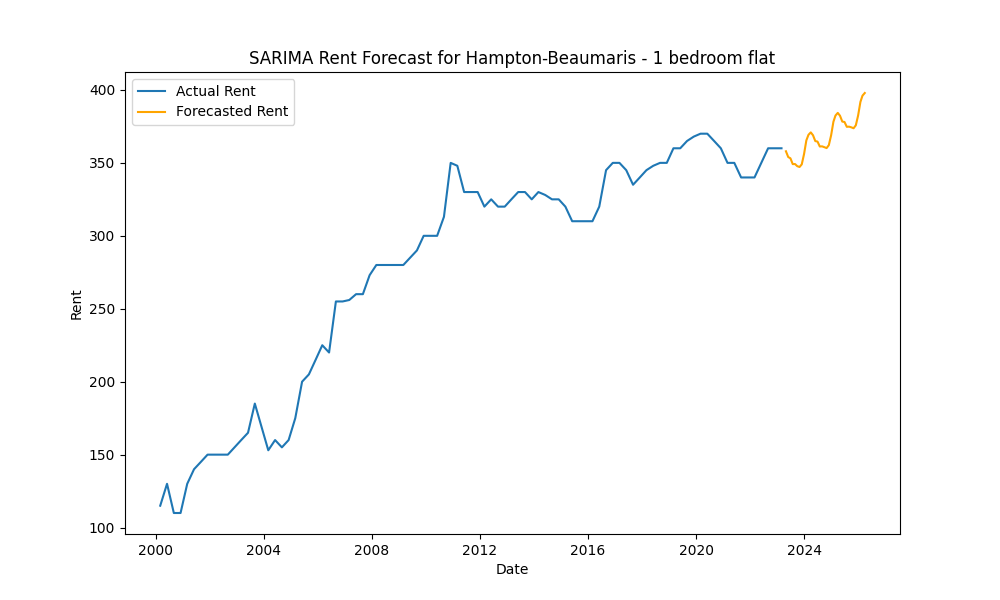 SARIMA Rent Forecast for Hampton-Beaumaris - 1 bedroom flat
Actual Rent
Forecasted Rent
400
350
300
250
200
150
100
Rent
2000 2004 2008 2012 2016 2020 2024
Date